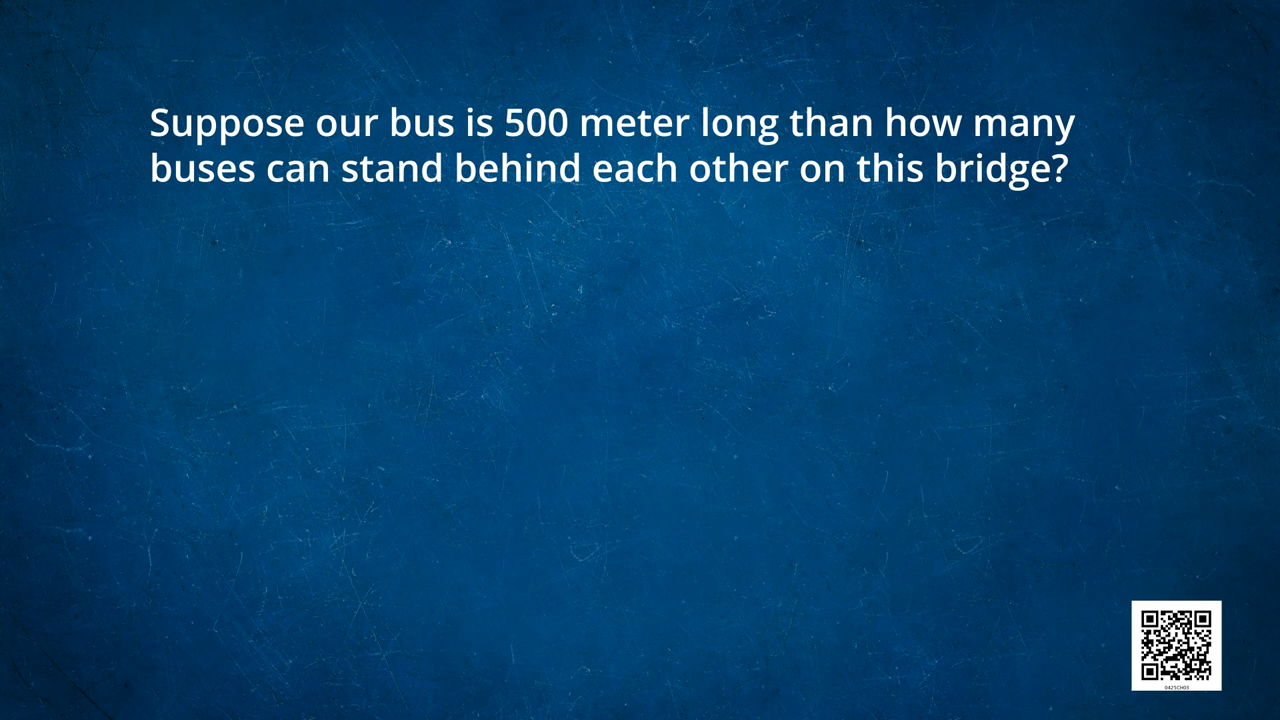 Suppose our bus is 500 meter long than how many
buses can stand behind each other on this bridge?
0425CH03